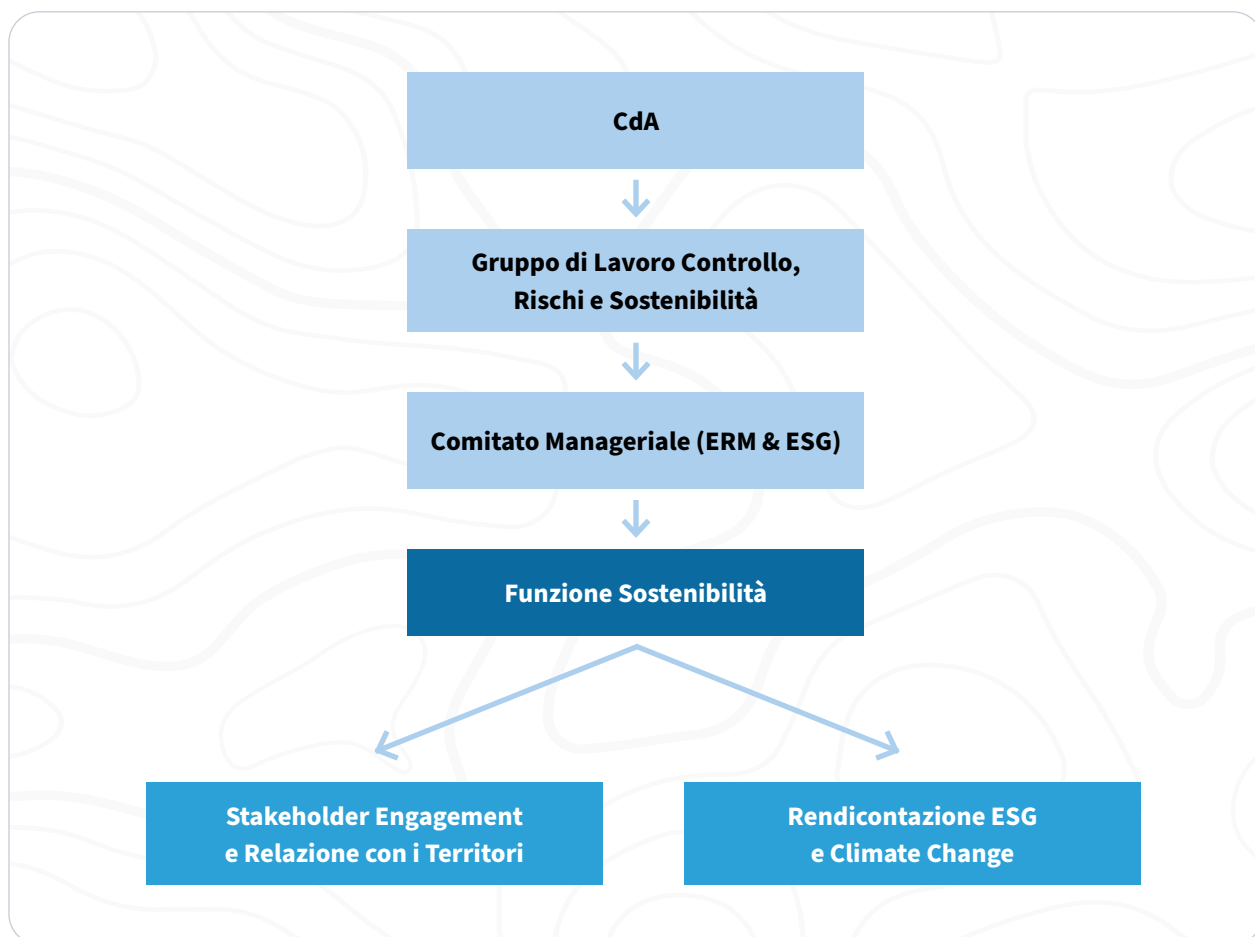 CdA
Gruppo di Lavoro Controllo,
Rischi e Sostenibilità
Comitato Manageriale (ERM & ESG)
Funzione Sostenibilità
Stakeholder Engagement
e Relazione con i Territori
Rendicontazione ESG
e Climate Change